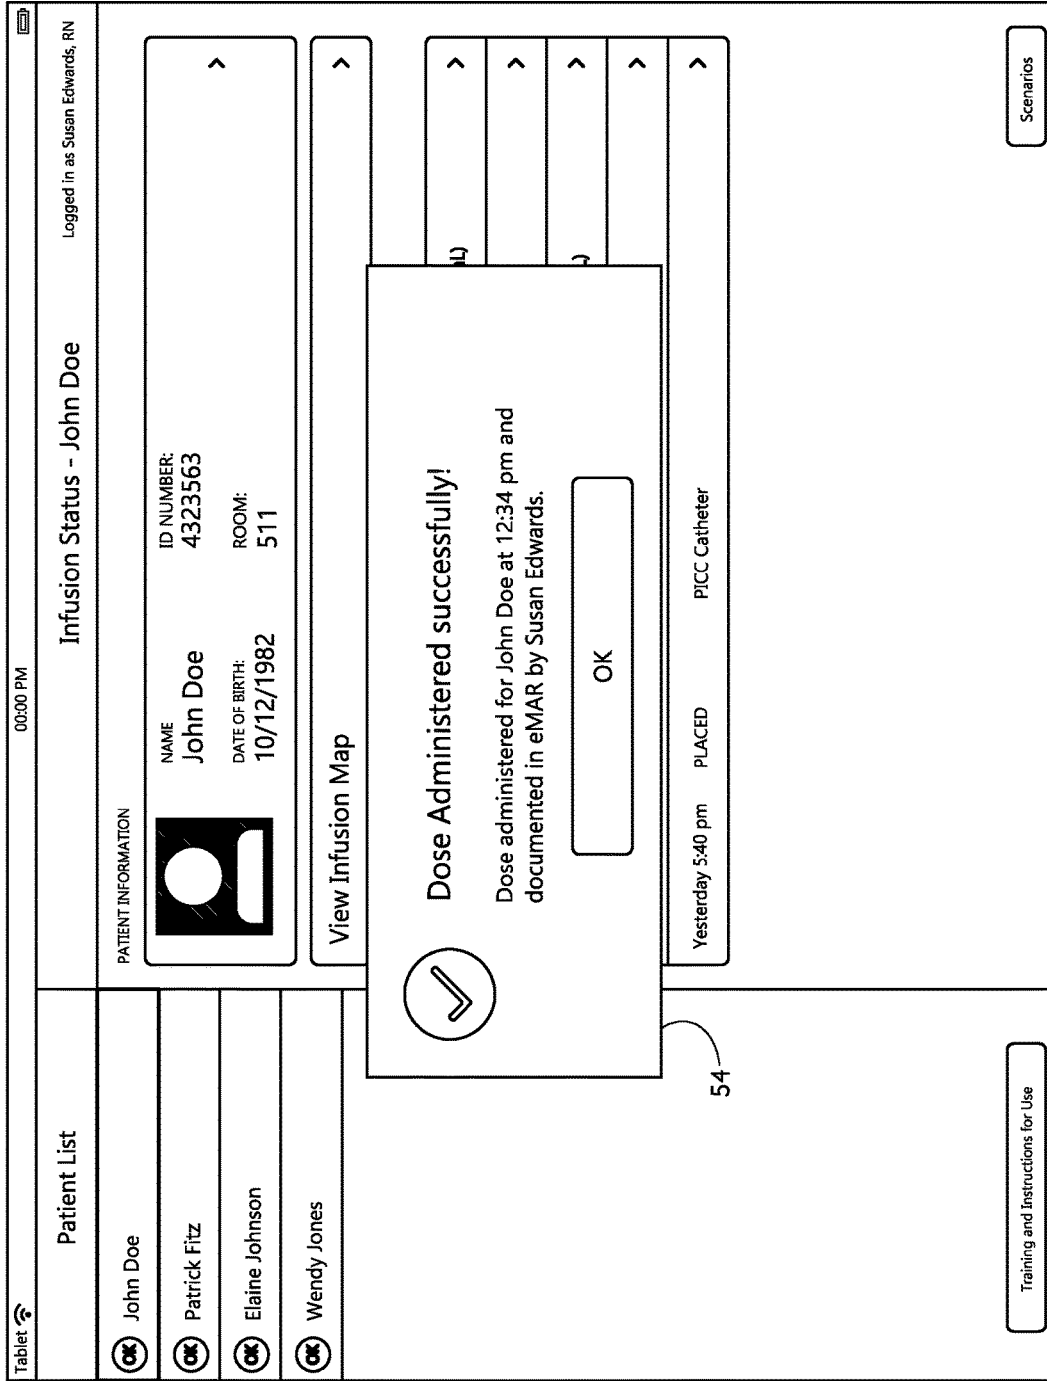 Tablet
00:00 PM
Patient List
Infusion Status - John Doe
Logged in as Susan Edwards, RN
OK John Doe
OK Patrick Fitz
OK Elaine Johnson
OK Wendy Jones
PATIENT INFORMATION
NAME
John Doe
ID NUMBER:
4323563
DATE OF BIRTH:
10/12/1982
ROOM:
511
View Infusion Map
Dose Administered successfully!
Dose administered for John Doe at 12:34 pm and
documented in eMAR by Susan Edwards.
OK
Yesterday 5:40 pm PLACED PICC Catheter
54
Training and Instructions for Use
Scenarios